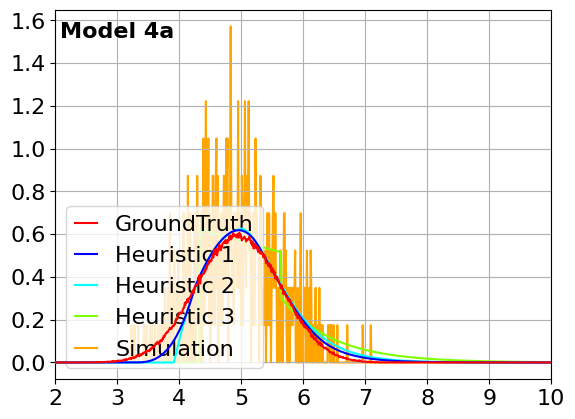 Model 4a
1.6
1.4
1.2
1.0
0.8
0.6
0.4
0.2
0.0
GroundTruth
Heuristic 1
Heuristic 2
Heuristic 3
Simulation
2 3 4 5 6 7 8 9 10